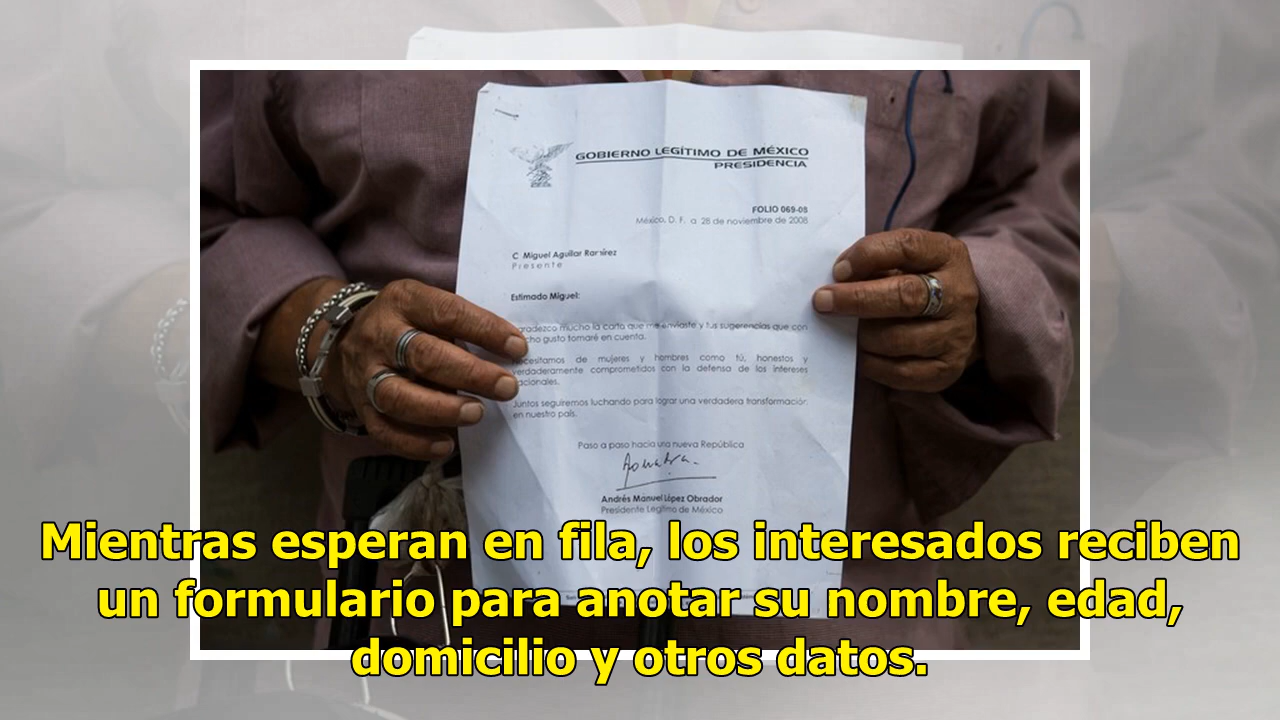 GOBIERNO LEGÍTIMO DE MÉXICO
PRESIDENCIA
FOLIO 069-08
México, D. F. a 28 de noviembre de 2008
C Miguel Aguilar Ramírez
Presente
Estimado Miguel:
gradezco mucho la carta que me enviaste y tus sugerencias que con
cho gusto tomaré en cuenta.
ecesitamos de mujeres y hombres como tú, honestos y
verdaderamente comprometidos con la defensa de los intereses
acionales.
Juntos seguiremos luchando para lograr una verdadera transformación
en nuestro país.
Paso a paso hacia una nueva República
Andrés Manuel López Obrador
Presidente Legítimo de México
Mientras esperan en fila, los interesados reciben
un formulario para anotar su nombre, edad,
domicilio y otros datos.